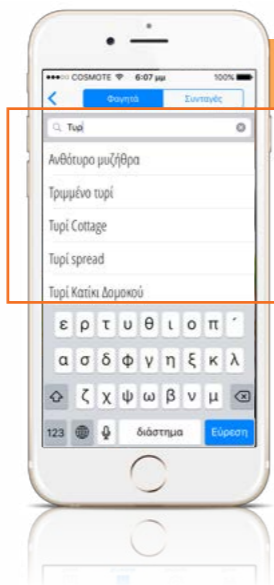 COSMOTE 6:07 μμ 100%
Φαγητά Συνταγές
Τυρ
Ανθότυρο μυζήθρα
Τριμμένο τυρί
Τυρί Cottage
Τυρί spread
Τυρί Κατίκι Δομοκού
ε ρ τ υ θ ι ο π ΄
α σ δ φ γ η ξ κ λ
ζ χ ψ ω β ν μ
123 διάστημα Εύρεση